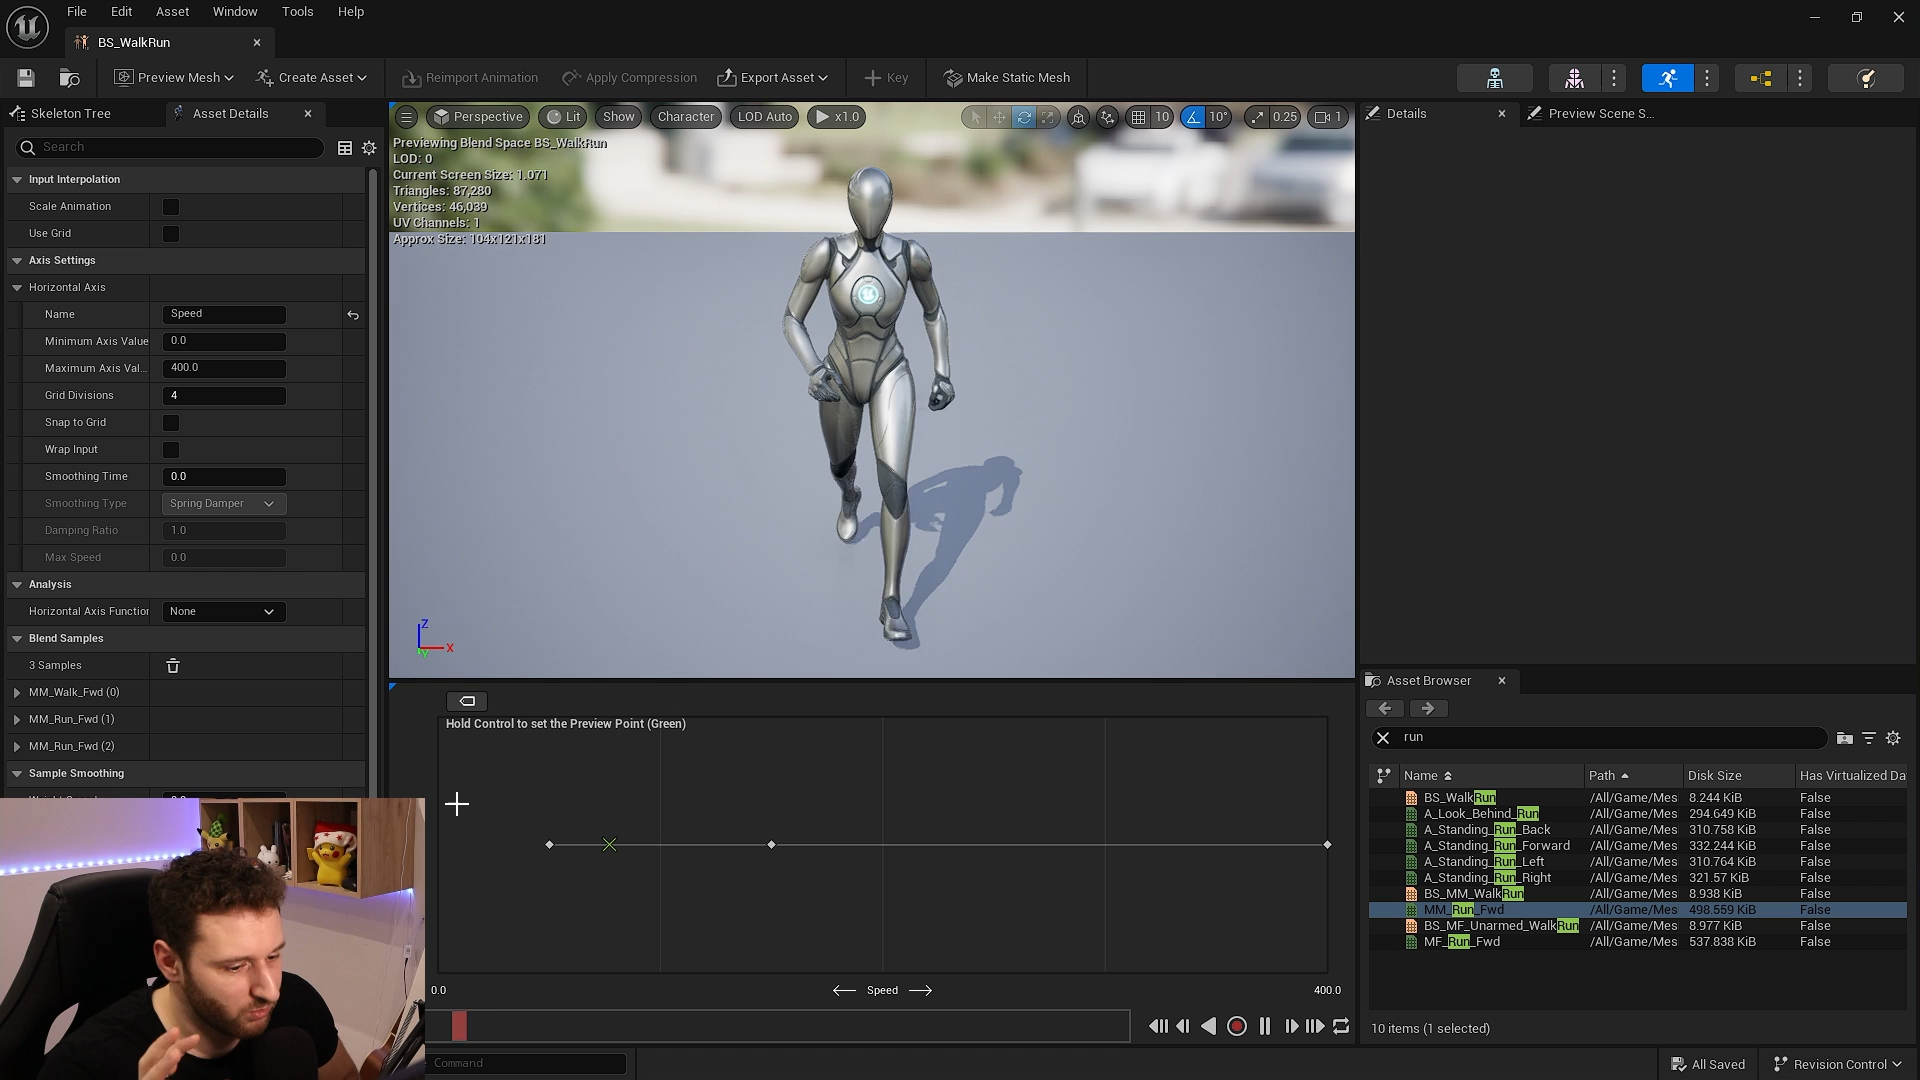 File Edit Asset Window Tools Help
BS_WalkRun
Preview Mesh
Create Asset
Reimport Animation
Apply Compression
Export Asset
Key
Make Static Mesh
Skeleton Tree
Asset Details
Search
Input Interpolation
Scale Animation
Use Grid
Axis Settings
Horizontal Axis
Name Speed
Minimum Axis Value 0.0
Maximum Axis Val... 400.0
Grid Divisions 4
Snap to Grid
Wrap Input
Smoothing Time 0.0
Smoothing Type Spring Damper
Damping Ratio 1.0
Max Speed 0.0
Analysis
Horizontal Axis Function None
Blend Samples
3 Samples
MM_Walk_Fwd (0)
MM_Run_Fwd (1)
MM_Run_Fwd (2)
Sample Smoothing
Perspective Lit Show Character LOD Auto x1.0 10 10° 0.25 1
Previewing Blend Space BS_WalkRun
LOD: 0
Current Screen Size: 1.071
Triangles: 87,280
Vertices: 46,039
UV Channels: 1
Approx Size: 104x121x181
Z
X
Y
Hold Control to set the Preview Point (Green)
0.0 Speed 400.0
Command
Details
Preview Scene S...
Asset Browser
run
Name Path Disk Size Has Virtualized Da
BS_WalkRun /All/Game/Mes 8.244 KiB False
A_Look_Behind_Run /All/Game/Mes 294.649 KiB False
A_Standing_Run_Back /All/Game/Mes 310.758 KiB False
A_Standing_Run_Forward /All/Game/Mes 332.244 KiB False
A_Standing_Run_Left /All/Game/Mes 310.764 KiB False
A_Standing_Run_Right /All/Game/Mes 321.57 KiB False
BS_MM_WalkRun /All/Game/Mes 8.938 KiB False
MM_Run_Fwd /All/Game/Mes 498.559 KiB False
BS_MF_Unarmed_WalkRun /All/Game/Mes 8.977 KiB False
MF_Run_Fwd /All/Game/Mes 537.838 KiB False
10 items (1 selected)
All Saved
Revision Control